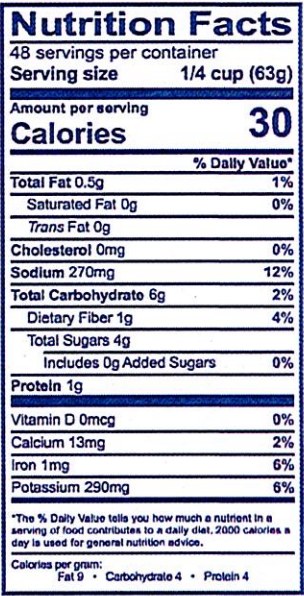 Nutrition Facts
48 servings per container
Serving size 1/4 cup (63g)
Amount per serving
Calories 30
% Daily Value*
Total Fat 0.5g 1%
Saturated Fat 0g 0%
Trans Fat 0g
Cholesterol 0mg 0%
Sodium 270mg 12%
Total Carbohydrate 6g 2%
Dietary Fiber 1g 4%
Total Sugars 4g
Includes 0g Added Sugars 0%
Protein 1g
Vitamin D 0mcg 0%
Calcium 13mg 2%
Iron 1mg 6%
Potassium 290mg 6%
*The % Daily Value tells you how much a nutrient in a
serving of food contributes to a daily diet. 2000 calories a
day is used for general nutrition advice.
Calories per gram:
Fat 9 • Carbohydrate 4 • Protein 4